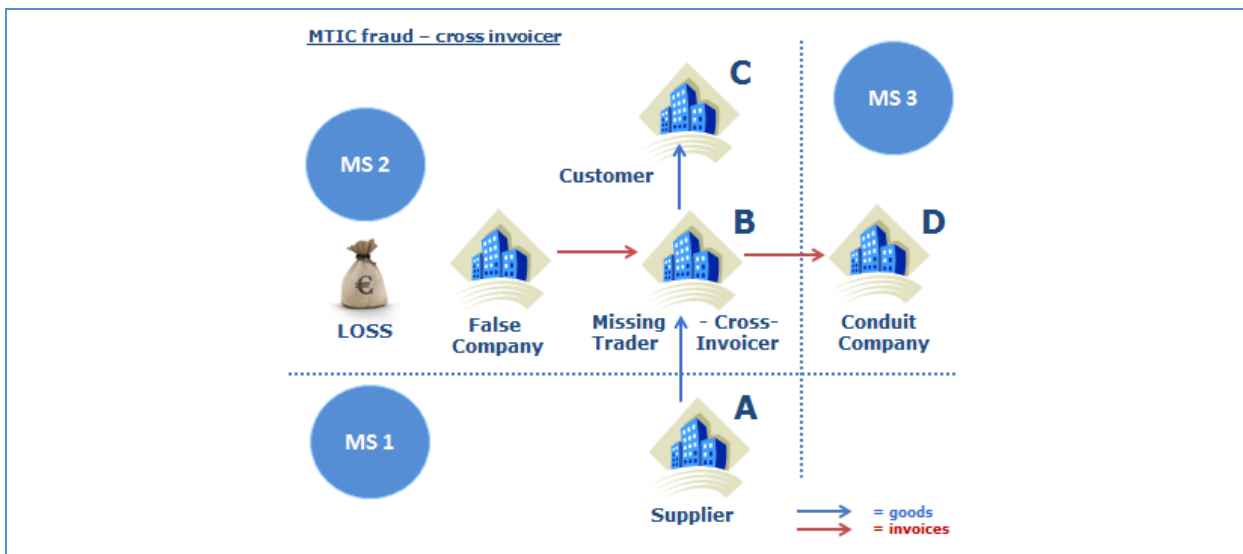 MTIC fraud – cross invoicer
C
MS 3
MS 2
Customer
B
D
€
LOSS
False
Company
Missing
Trader
- Cross-
Invoicer
Conduit
Company
A
MS 1
Supplier
= goods
= invoices